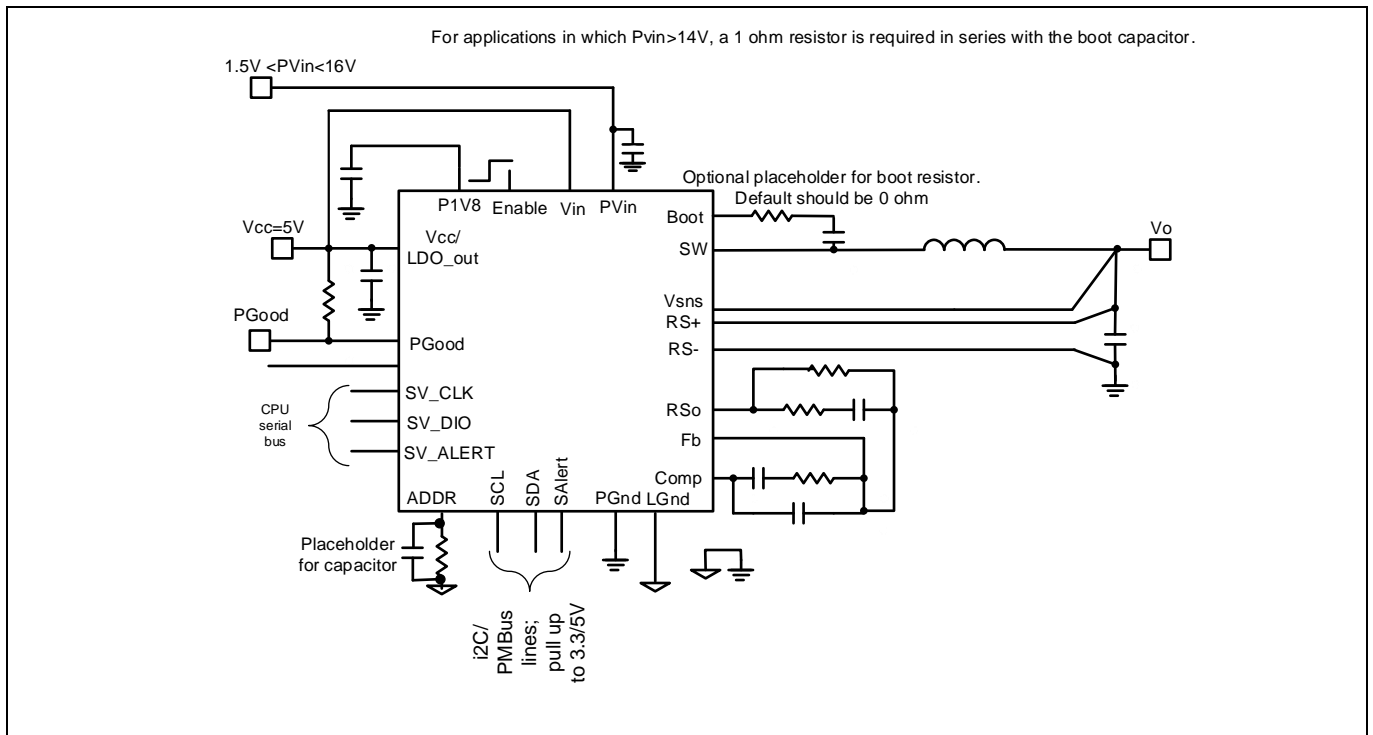 For applications in which Pvin>14V, a 1 ohm resistor is required in series with the boot capacitor.
1.5V <PVin<16V
Optional placeholder for boot resistor.
Default should be 0 ohm
P1V8
Enable
Vin
PVin
Boot
Vcc=5V
Vcc/
LDO_out
SW
Vo
Vsns
RS+
PGood
PGood
RS-
SV_CLK
CPU
serial
bus
SV_DIO
SV_ALERT
RSo
Fb
Comp
ADDR
SCL
SDA
SAlert
PGnd
LGnd
Placeholder
for capacitor
i2C/
PMBus
lines;
pull up
to 3.3/5V